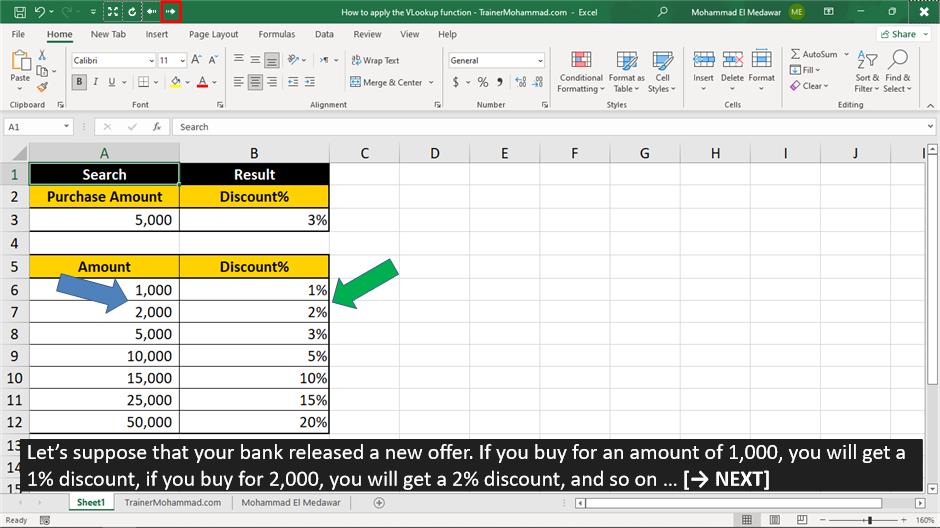 How to apply the VLookup function - TrainerMohammad.com - Excel
Mohammad El Medawar ME
File Home New Tab Insert Page Layout Formulas Data Review View Help Share
Calibri 11 Wrap Text General AutoSum
Paste Conditional Format as Cell Insert Delete Format Fill Sort & Find &
B I U A Merge & Center $ % Formatting Table Styles Clear Filter Select
Clipboard Font Alignment Number Styles Cells Editing
A1 fx Search
A B C D E F G H I J
1 Search Result
2 Purchase Amount Discount%
3 5,000 3%
4
5 Amount Discount%
6 1,000 1%
7 2,000 2%
8 5,000 3%
9 10,000 5%
10 15,000 10%
11 25,000 15%
12 50,000 20%
13
Let’s suppose that your bank released a new offer. If you buy for an amount of 1,000, you will get a
14
1% discount, if you buy for 2,000, you will get a 2% discount, and so on ... [→ NEXT]
15
Sheet1 TrainerMohammad.com Mohammad El Medawar
Ready 160%